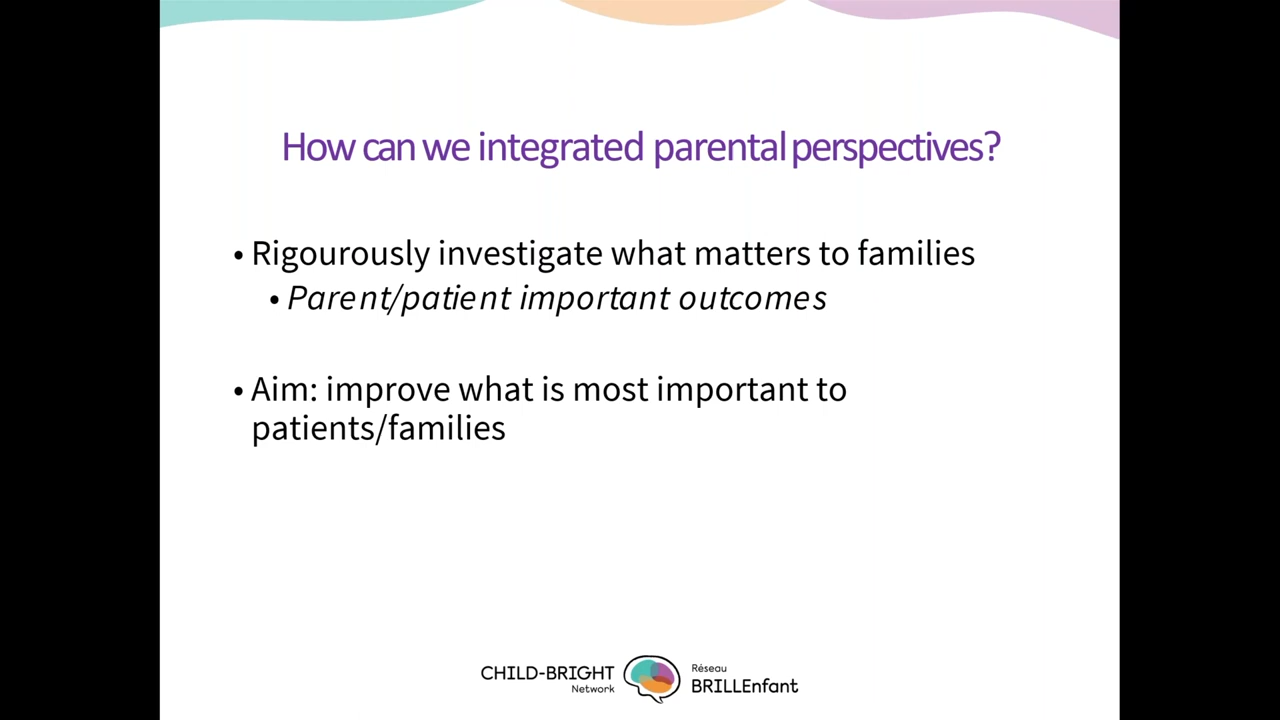 How can we integrated parental perspectives?
• Rigourously investigate what matters to families
• Parent/patient important outcomes
• Aim: improve what is most important to
patients/families
CHILD-BRIGHT
Network
Réseau
BRILLEnfant